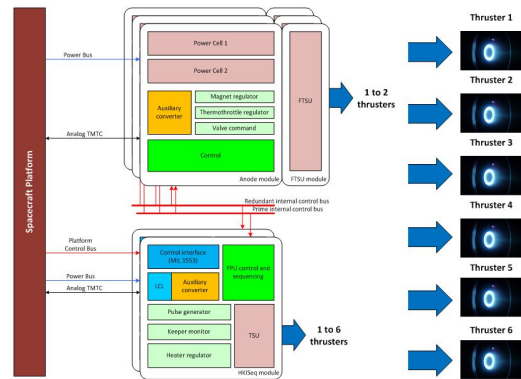 Spacecraft Platform
Power Bus
Analog TMTC
Platform
Control Bus
Power Bus
Analog TMTC
Power Cell 1
Power Cell 2
Auxiliary
converter
Magnet regulator
Thermothrottle regulator
Valve command
Control
Anode module
FTSU
FTSU module
1 to 2
thrusters
Redundant internal control bus
Prime internal control bus
Control interface
(MIL 1553)
LCL
Auxiliary
converter
PPU control and
sequencing
Pulse generator
Keeper monitor
Heater regulator
TSU
HKISeq module
1 to 6
thrusters
Thruster 1
Thruster 2
Thruster 3
Thruster 4
Thruster 5
Thruster 6